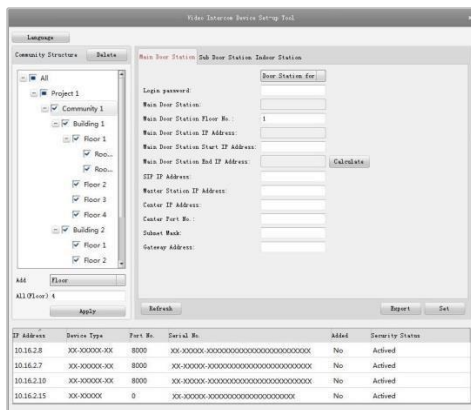 Video Intercom Device Set-up Tool
Language
Community Structure Delete
All
Project 1
Community 1
Building 1
Floor 1
Roo...
Roo...
Floor 2
Floor 3
Floor 4
Building 2
Floor 1
Floor 2
Add Floor
All(Floor) 4
Apply
Main Door Station Sub Door Station Indoor Station
Door Station for
Login password:
Main Door Station:
Main Door Station Floor No.: 1
Main Door Station IP Address:
Main Door Station Start IP Address:
Main Door Station End IP Address: Calculate
SIP IP Address:
Master Station IP Address:
Center IP Address:
Center Port No.:
Subnet Mask:
Gateway Address:
Refresh Export Set
IP Address Device Type Port No. Serial No. Added Security Status
10.16.2.8 XX-XXXXX-XX 8000 XX-XXXXX-XXXXXXXXXXXXXXXXXXXXXXX No Actived
10.16.2.7 XX-XXXXX-XX 8000 XX-XXXXX-XXXXXXXXXXXXXXXXXXXXXXX No Actived
10.16.2.10 XX-XXXXX-XX 8000 XX-XXXXX-XXXXXXXXXXXXXXXXXXXXXXX No Actived
10.16.2.15 XX-XXXXX 0 XX-XXXXX-XXXXXXXXXXXXXXXXXXX No Actived